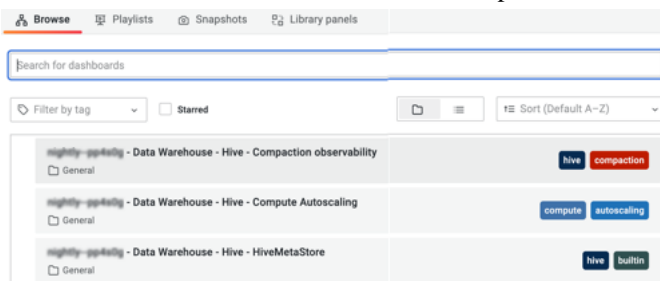 Browse Playlists Snapshots Library panels
Search for dashboards
Filter by tag Starred Sort (Default A–Z)
- Data Warehouse - Hive - Compaction observability
hive compaction
General
- Data Warehouse - Hive - Compute Autoscaling
compute autoscaling
General
- Data Warehouse - Hive - HiveMetaStore
hive builtin
General